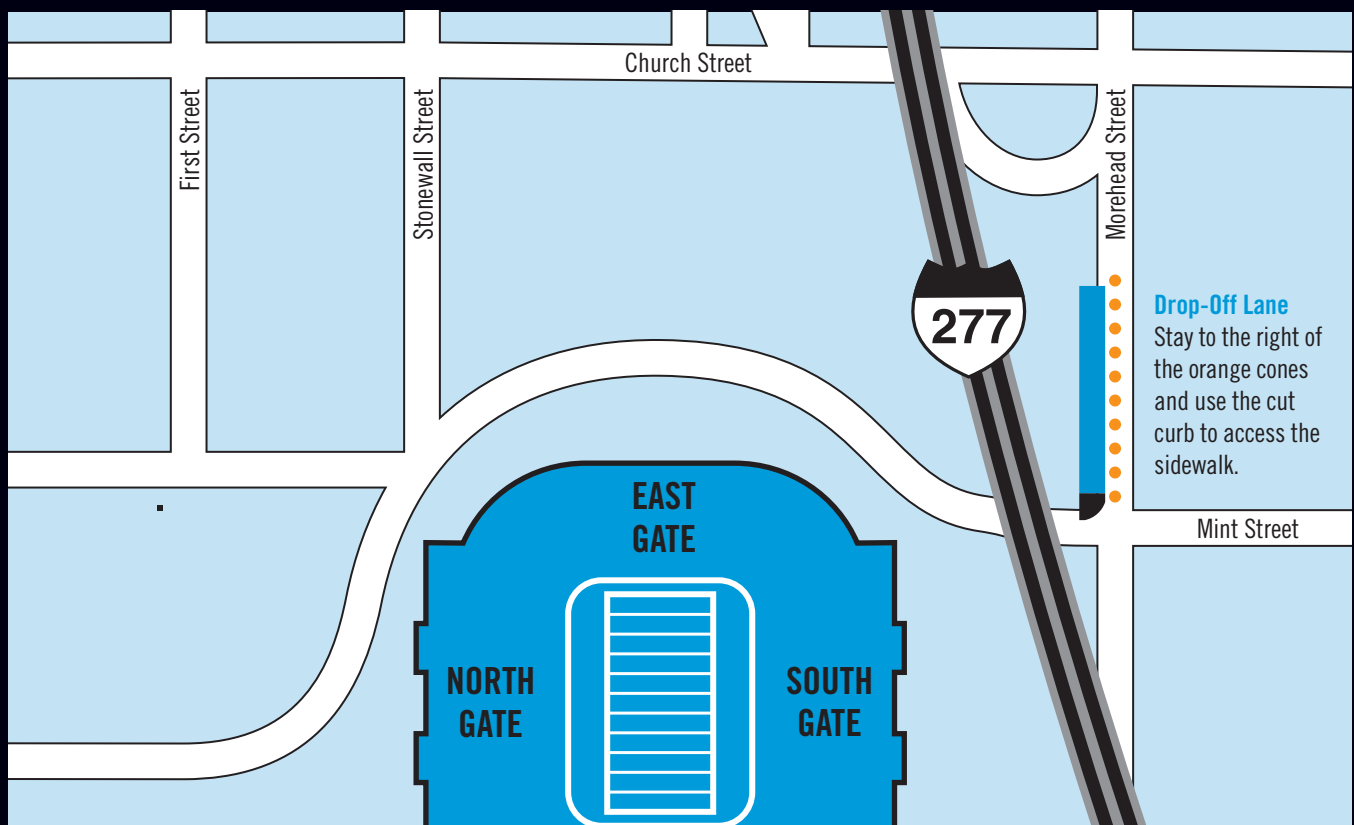 Church Street
First Street
Stonewall Street
Morehead Street
277
Drop-Off Lane
Stay to the right of
the orange cones
and use the cut
curb to access the
sidewalk.
Mint Street
EAST
GATE
NORTH
GATE
SOUTH
GATE